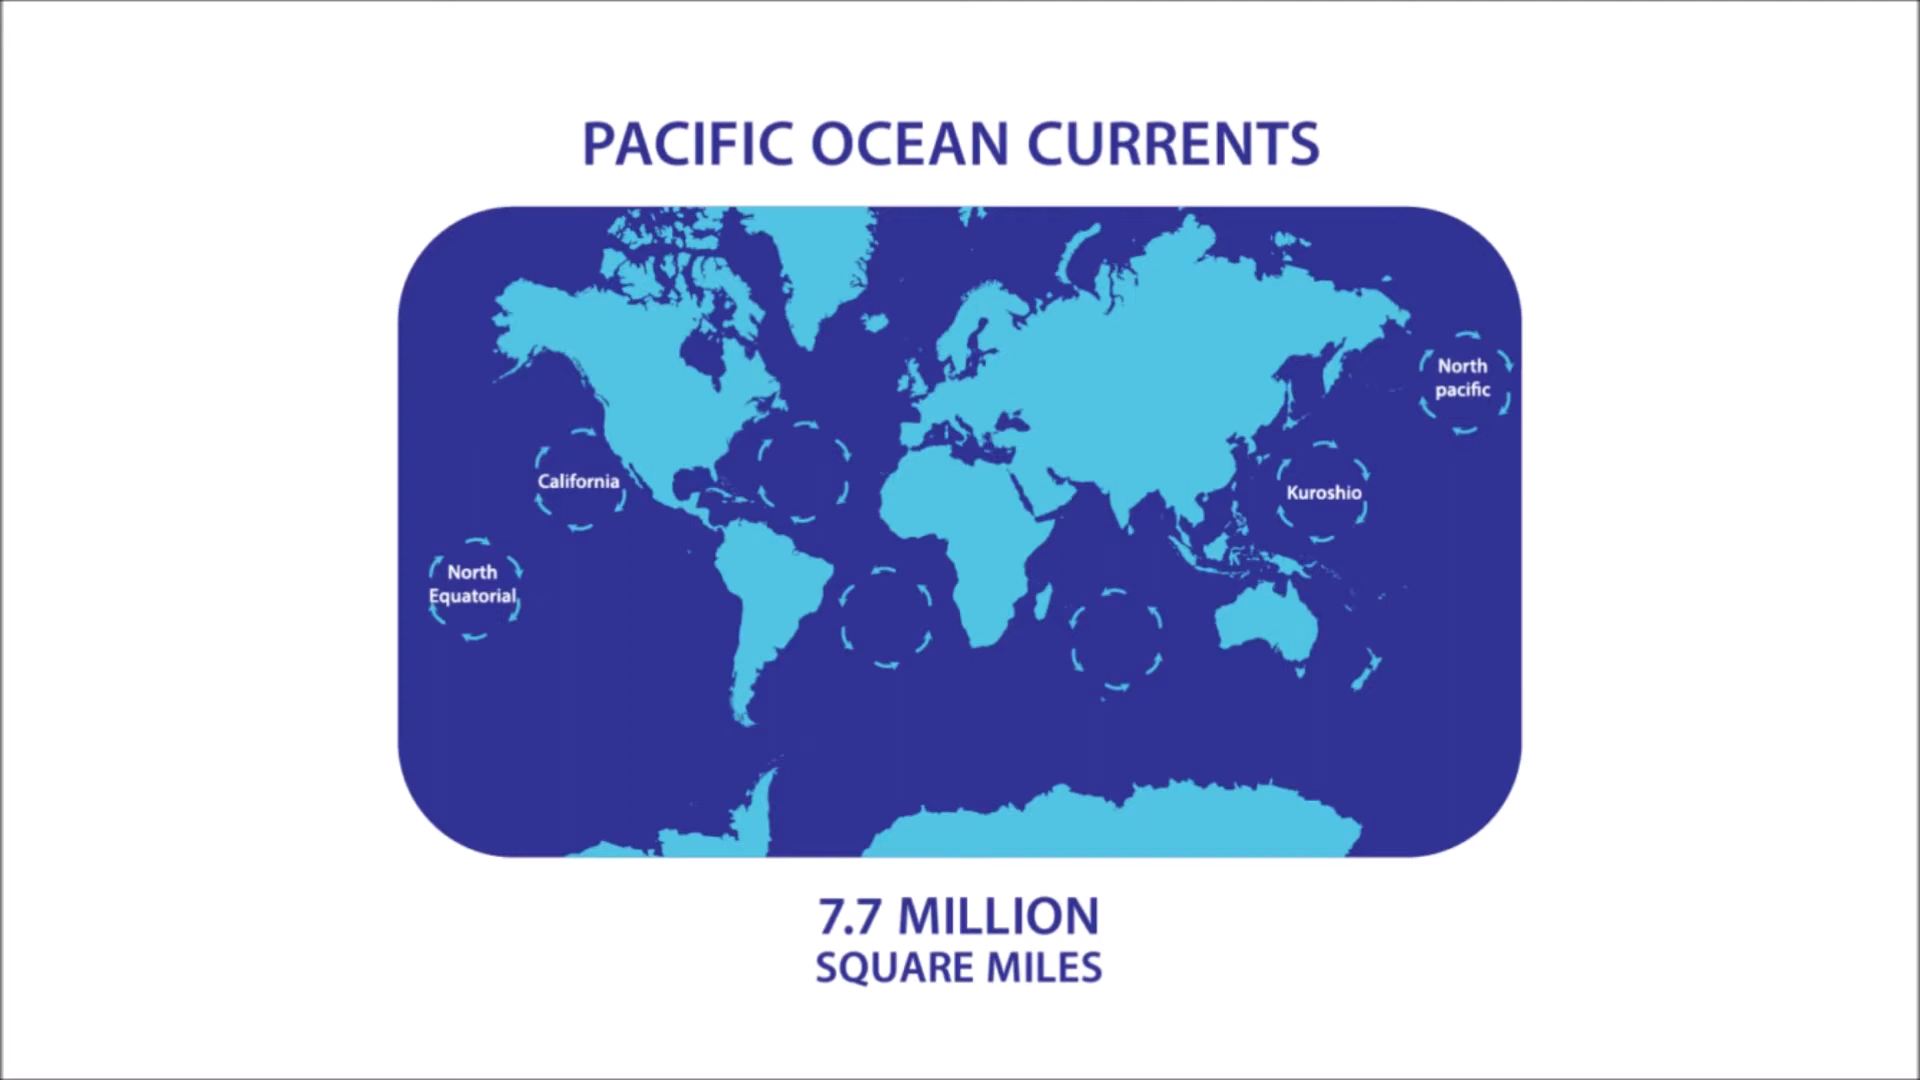 PACIFIC OCEAN CURRENTS
North
pacific
California
Kuroshio
North
Equatorial
7.7 MILLION
SQUARE MILES